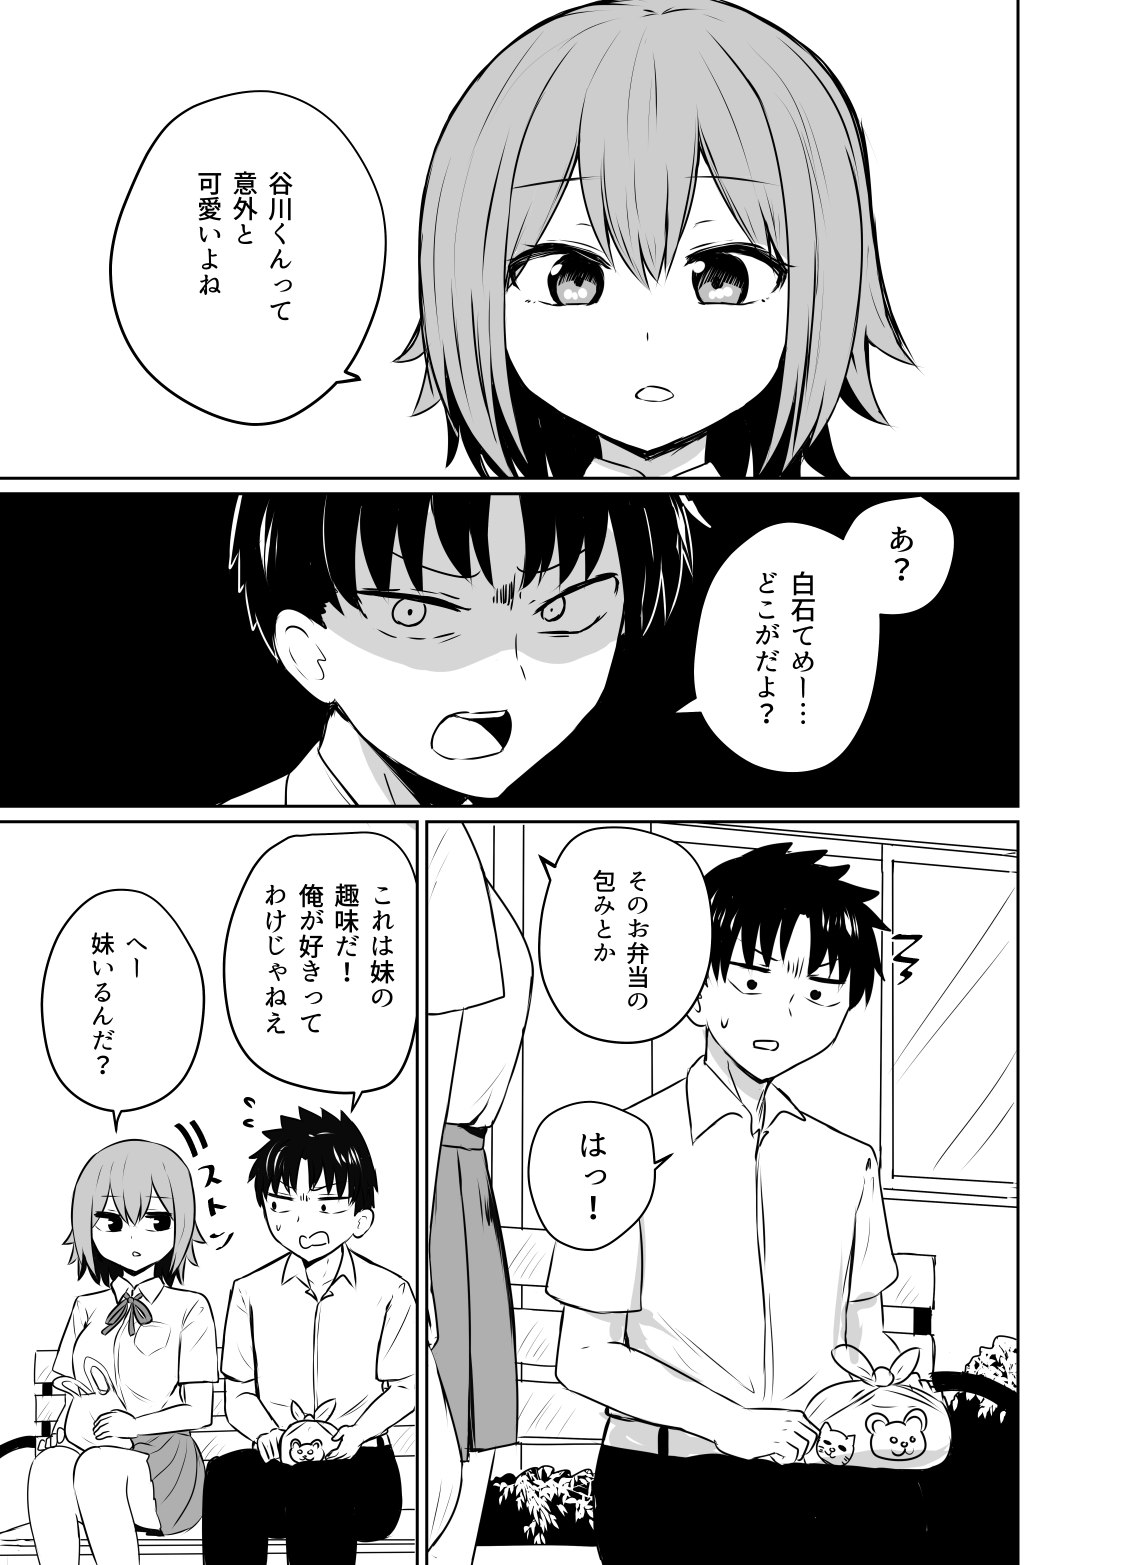 谷川くんって
意外と
可愛いよね
あ？
白石てめー…
どこがだよ？
そのお弁当の
包みとか
はっ！
これは妹の
趣味だ！
俺が好きって
わけじゃねえ
ストン
へー
妹いるんだ？